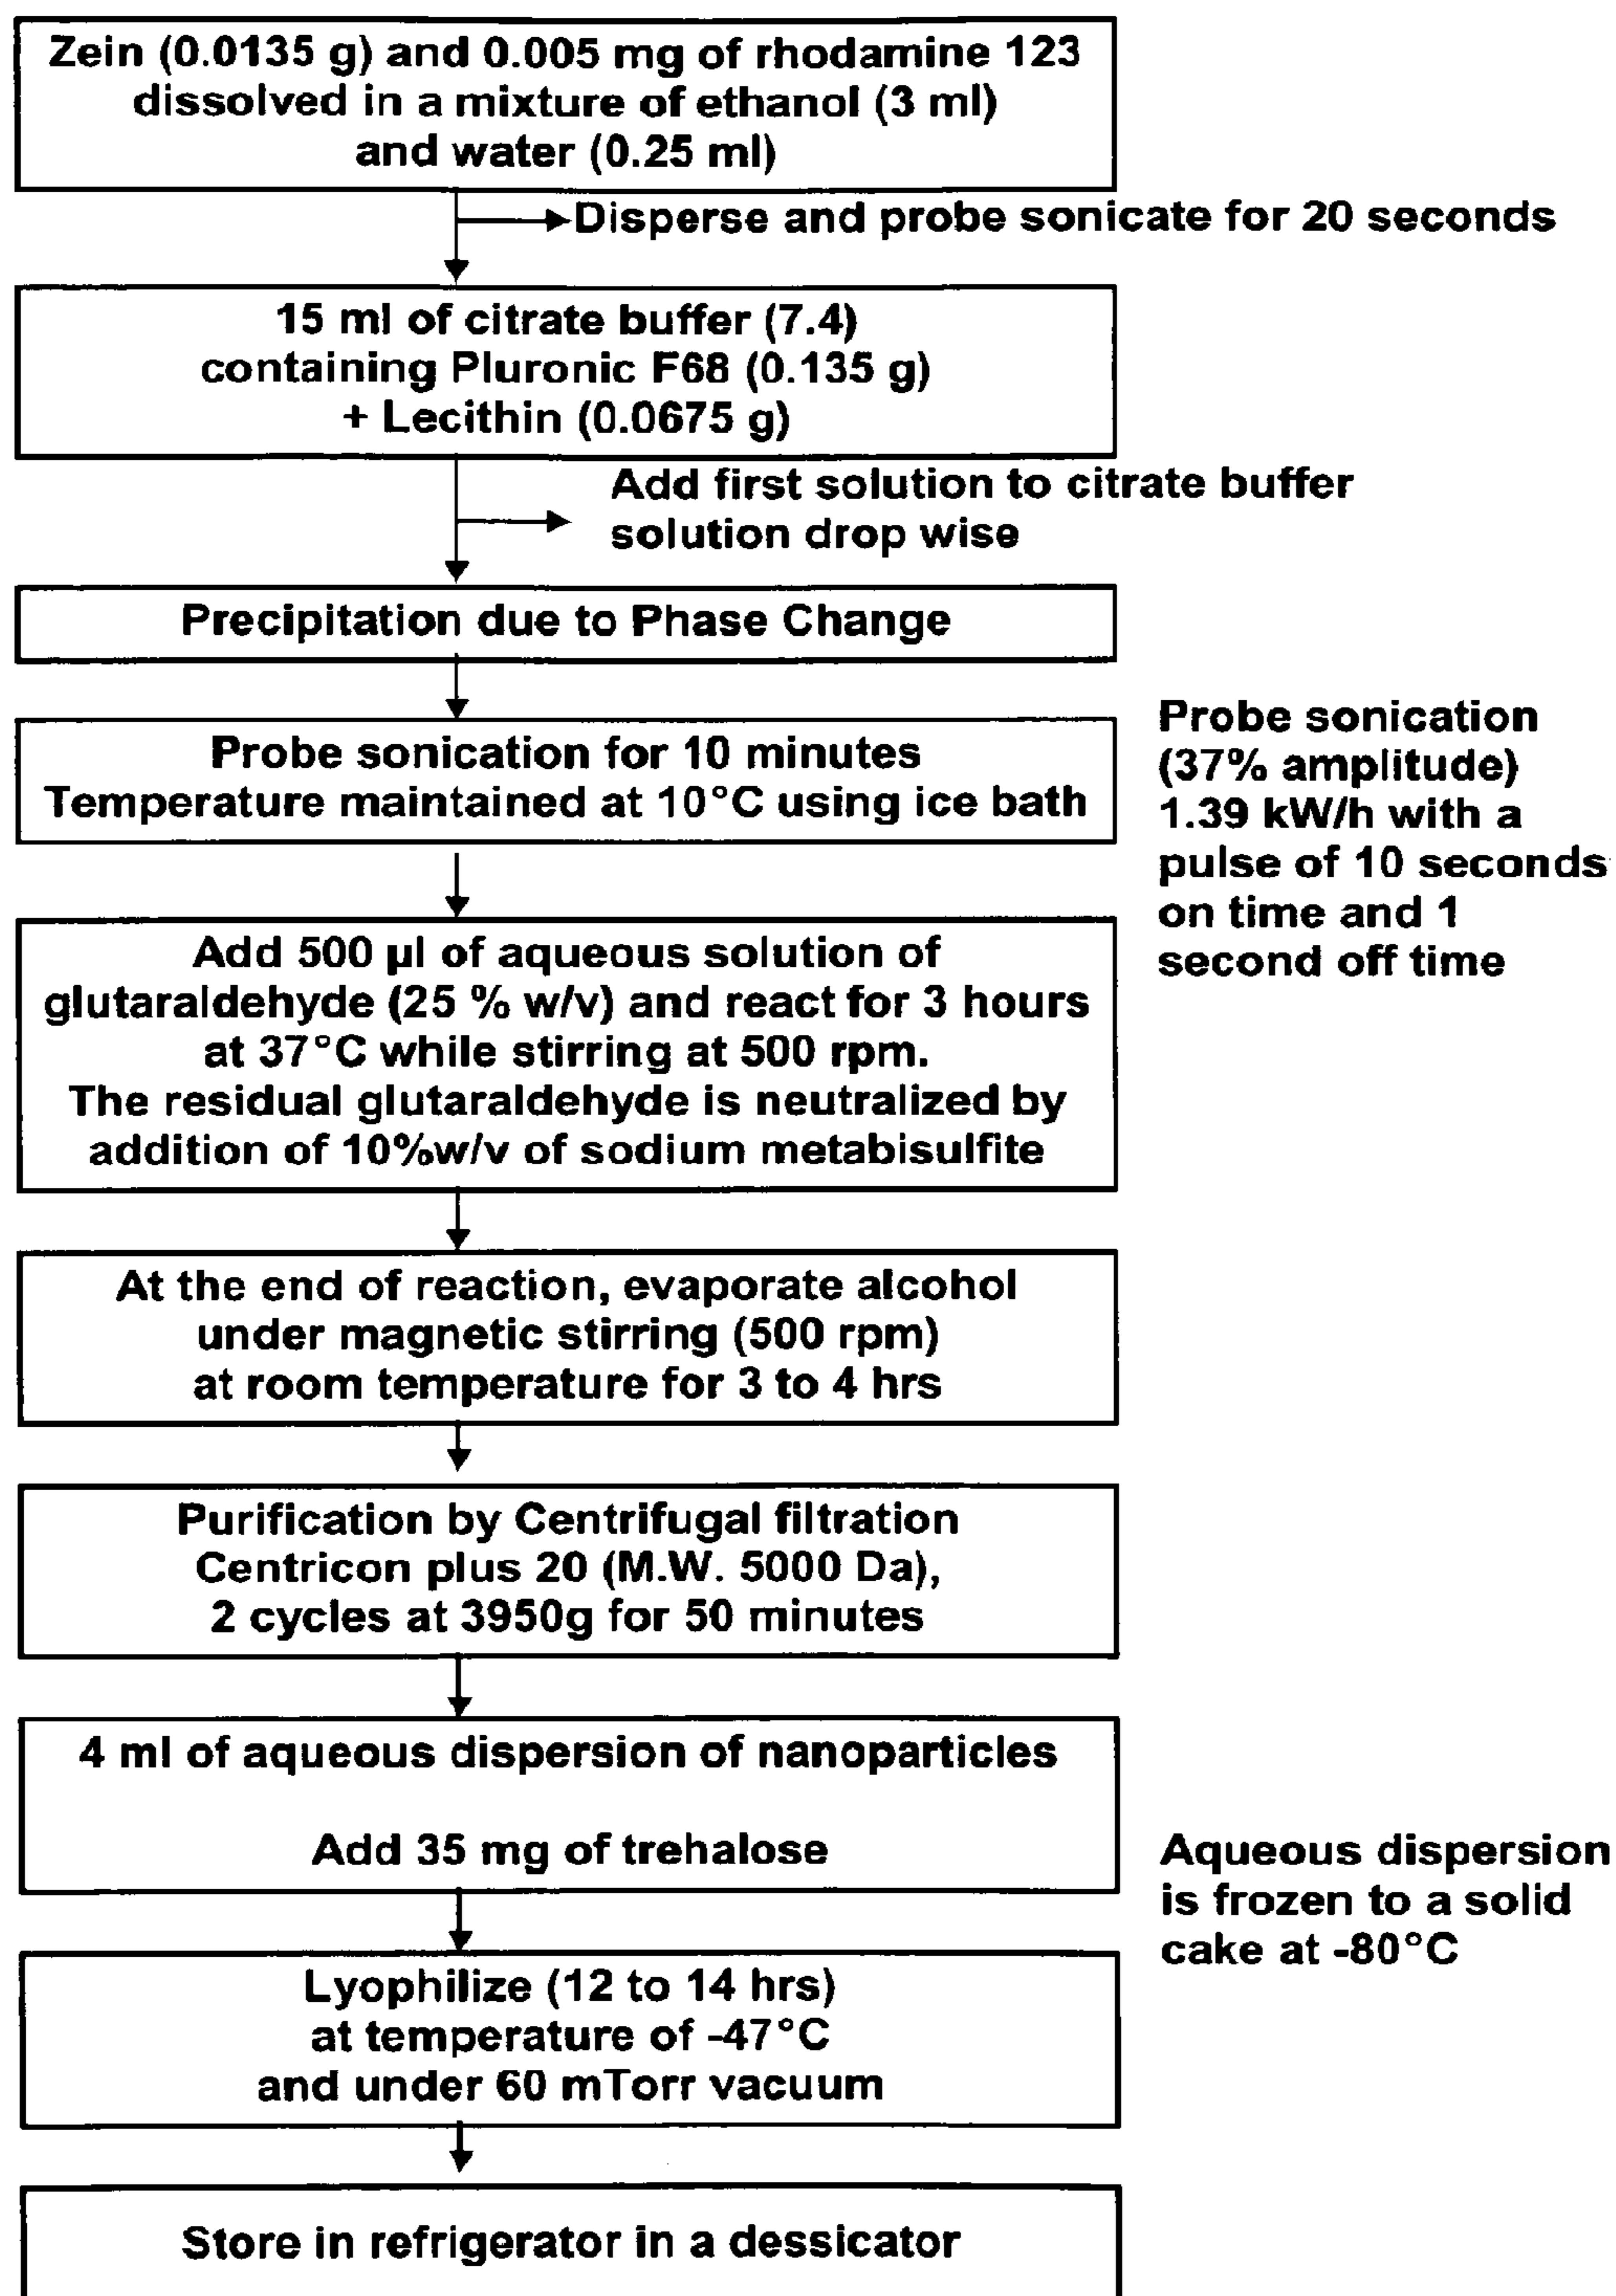 Zein (0.0135 g) and 0.005 mg of rhodamine 123
dissolved in a mixture of ethanol (3 ml)
and water (0.25 ml)
Disperse and probe sonicate for 20 seconds
15 ml of citrate buffer (7.4)
containing Pluronic F68 (0.135 g)
+ Lecithin (0.0675 g)
Add first solution to citrate buffer
solution drop wise
Precipitation due to Phase Change
Probe sonication for 10 minutes
Temperature maintained at 10°C using ice bath
Probe sonication
(37% amplitude)
1.39 kW/h with a
pulse of 10 seconds
on time and 1
second off time
Add 500 µl of aqueous solution of
glutaraldehyde (25 % w/v) and react for 3 hours
at 37°C while stirring at 500 rpm.
The residual glutaraldehyde is neutralized by
addition of 10%w/v of sodium metabisulfite
At the end of reaction, evaporate alcohol
under magnetic stirring (500 rpm)
at room temperature for 3 to 4 hrs
Purification by Centrifugal filtration
Centricon plus 20 (M.W. 5000 Da),
2 cycles at 3950g for 50 minutes
4 ml of aqueous dispersion of nanoparticles
Add 35 mg of trehalose
Aqueous dispersion
is frozen to a solid
cake at -80°C
Lyophilize (12 to 14 hrs)
at temperature of -47°C
and under 60 mTorr vacuum
Store in refrigerator in a dessicator